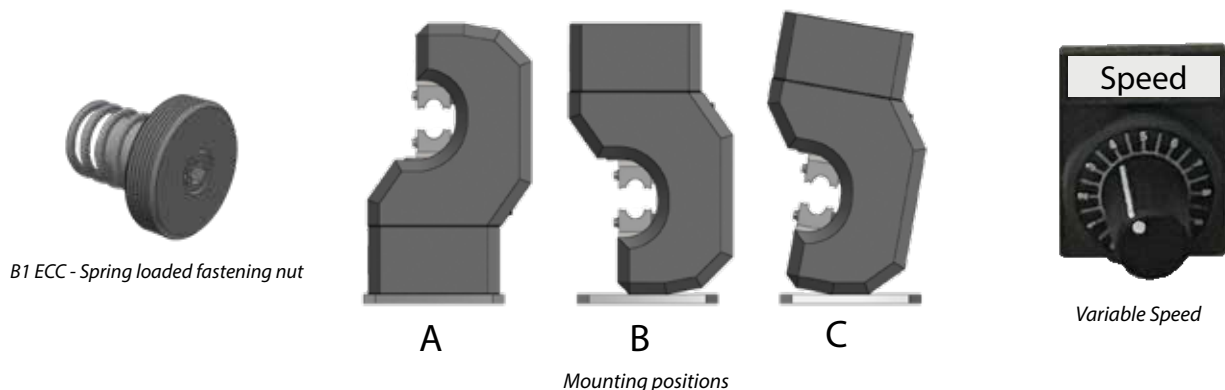 Speed
B1 ECC - Spring loaded fastening nut
A
B
C
Variable Speed
Mounting positions